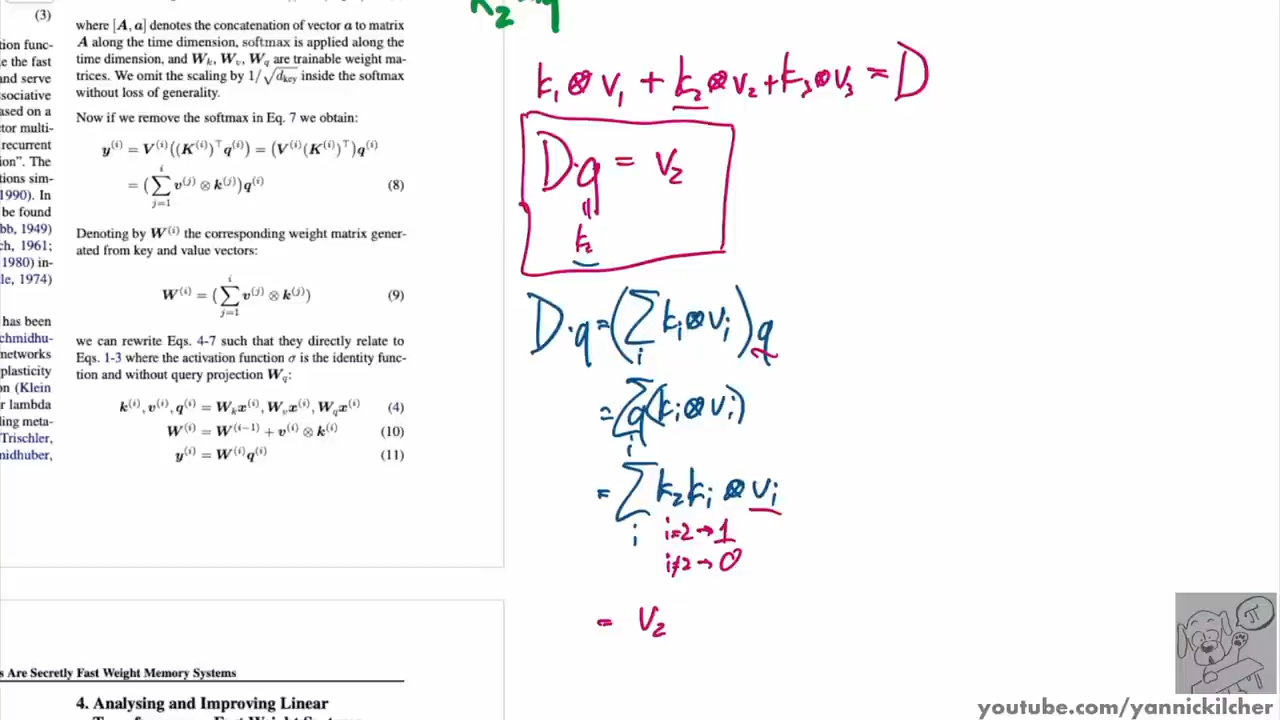 (3)
tion func-
e the fast
and serve
ssociative
ased on a
tor multi-
recurrent
ion". The
tions sim-
1990). In
be found
bb, 1949)
ch, 1961;
1980) in-
le, 1974)
has been
chmidhu-
networks
plasticity
on (Klein
r lambda
ding meta-
Trischler,
midhuber,
where [A, a] denotes the concatenation of vector a to matrix
A along the time dimension, softmax is applied along the
time dimension, and W_k, W_v, W_q are trainable weight ma-
trices. We omit the scaling by 1/√d_key inside the softmax
without loss of generality.
Now if we remove the softmax in Eq. 7 we obtain:
y^(i) = V^(i)((K^(i))^⊤ q^(i)) = (V^(i)(K^(i))^⊤)q^(i)
= (∑_{j=1}^{i} v^(j) ⊗ k^(j))q^(i) (8)
Denoting by W^(i) the corresponding weight matrix gener-
ated from key and value vectors:
W^(i) = (∑_{j=1}^{i} v^(j) ⊗ k^(j)) (9)
we can rewrite Eqs. 4-7 such that they directly relate to
Eqs. 1-3 where the activation function σ is the identity func-
tion and without query projection W_q:
k^(i), v^(i), q^(i) = W_k x^(i), W_v x^(i), W_q x^(i) (4)
W^(i) = W^(i−1) + v^(i) ⊗ k^(i) (10)
y^(i) = W^(i) q^(i) (11)
s Are Secretly Fast Weight Memory Systems
4. Analysing and Improving Linear
k₁ ⊗ v₁ + k₂ ⊗ v₂ + k₃ ⊗ v₃ = D
D·q = v₂
=
k₂
D·q = (∑_i k_i ⊗ v_i) q
= ∑_i q(k_i ⊗ v_i)
= ∑_i k₂k_i ⊗ v_i
i=2 → 1
i≠2 → 0
= v₂
π
youtube.com/yannickilcher